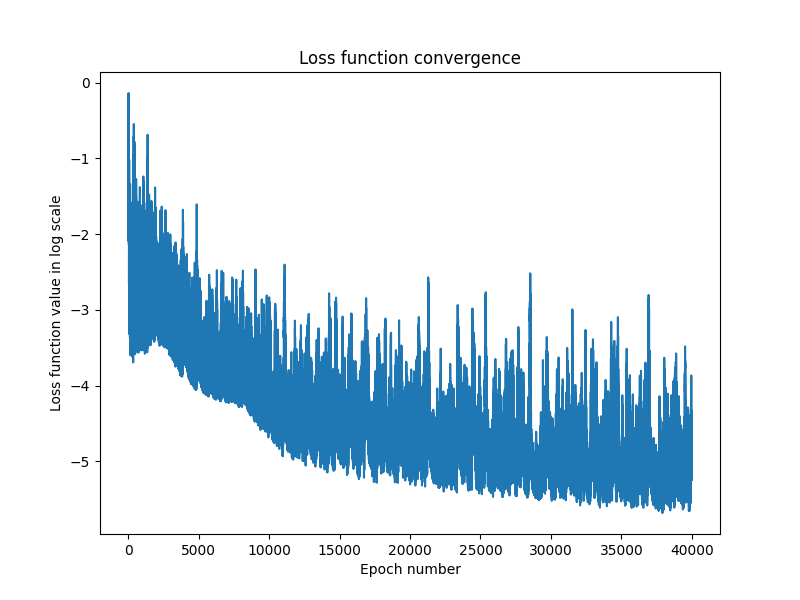 Loss function convergence
Loss function value in log scale
0
−1
−2
−3
−4
−5
0 5000 10000 15000 20000 25000 30000 35000 40000
Epoch number